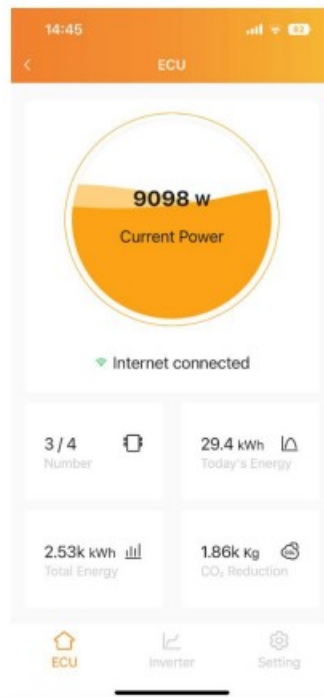 14:45
82
ECU
9098 W
Current Power
Internet connected
3 / 4
Number
29.4 kWh
Today's Energy
2.53k kWh
Total Energy
1.86k Kg
CO₂ Reduction
ECU
Inverter
Setting